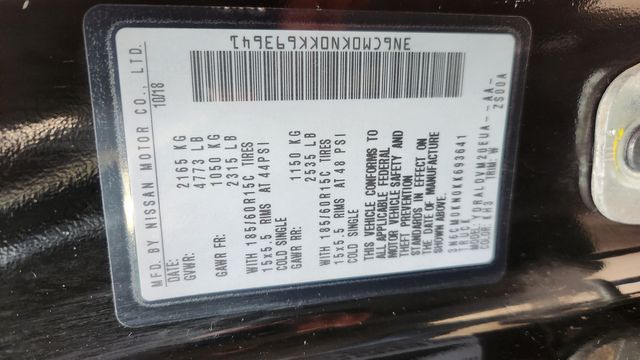 MFD. BY NISSAN MOTOR CO., LTD.
DATE: 10/18
GVWR: 2165 KG
4773 LB
GAWR FR: 1050 KG
2315 LB
WITH 185/60R15C TIRES
15x5.5 RIMS AT 44PSI
COLD SINGLE
GAWR RR: 1150 KG
2535 LB
WITH 185/60R15C TIRES
15x5.5 RIMS AT 48 PSI
COLD SINGLE
THIS VEHICLE CONFORMS TO
ALL APPLICABLE FEDERAL
MOTOR VEHICLE SAFETY AND
THEFT PREVENTION
STANDARDS IN EFFECT ON
THE DATE OF MANUFACTURE
SHOWN ABOVE.
3N6CM0KN0KK693641
TRUCK
COLOR: KH3 TRIM: W
3N6CM0KN0KK693641